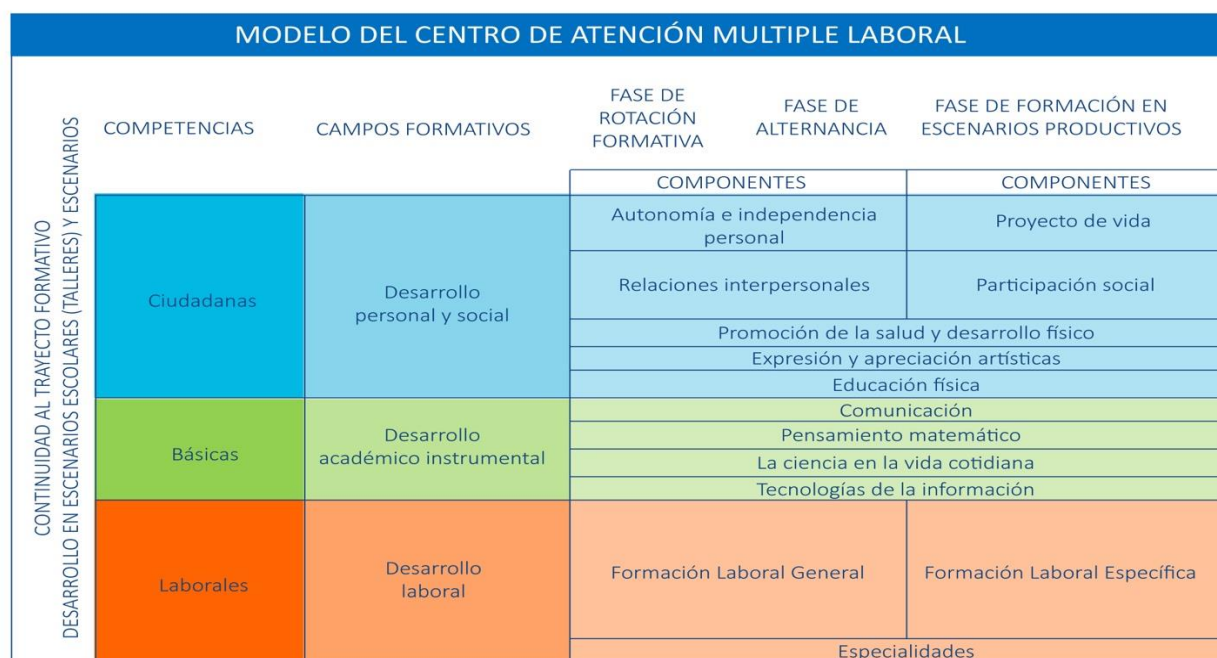 MODELO DEL CENTRO DE ATENCIÓN MULTIPLE LABORAL
CONTINUIDAD AL TRAYECTO FORMATIVO
DESARROLLO EN ESCENARIOS ESCOLARES (TALLERES) Y ESCENARIOS
COMPETENCIAS
CAMPOS FORMATIVOS
FASE DE
ROTACIÓN
FORMATIVA
FASE DE
ALTERNANCIA
FASE DE FORMACIÓN EN
ESCENARIOS PRODUCTIVOS
COMPONENTES
COMPONENTES
Ciudadanas
Desarrollo
personal y social
Autonomía e independencia
personal
Proyecto de vida
Relaciones interpersonales
Participación social
Promoción de la salud y desarrollo físico
Expresión y apreciación artísticas
Educación física
Básicas
Desarrollo
académico instrumental
Comunicación
Pensamiento matemático
La ciencia en la vida cotidiana
Tecnologías de la información
Laborales
Desarrollo
laboral
Formación Laboral General
Formación Laboral Específica
Especialidades